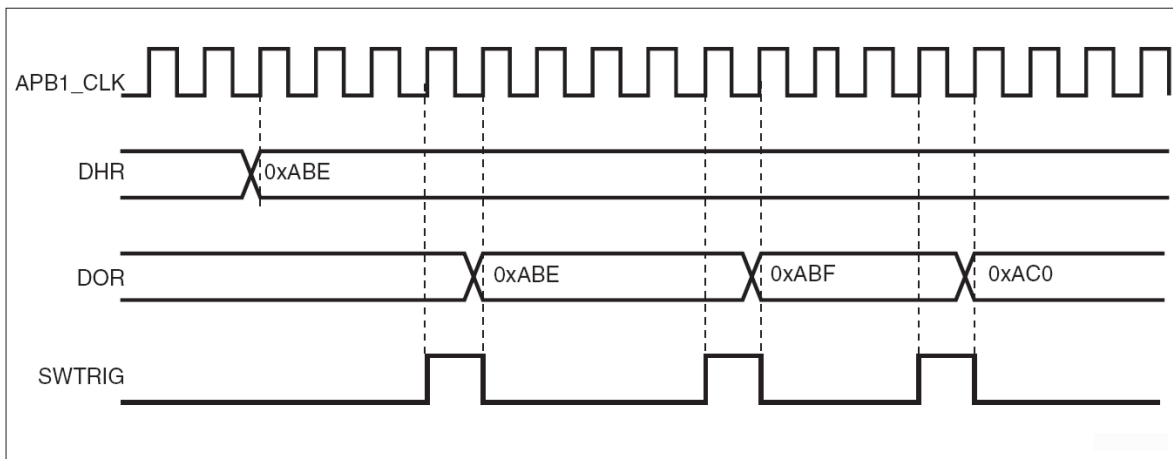 APB1_CLK
DHR
0xABE
DOR
0xABE
0xABF
0xAC0
SWTRIG